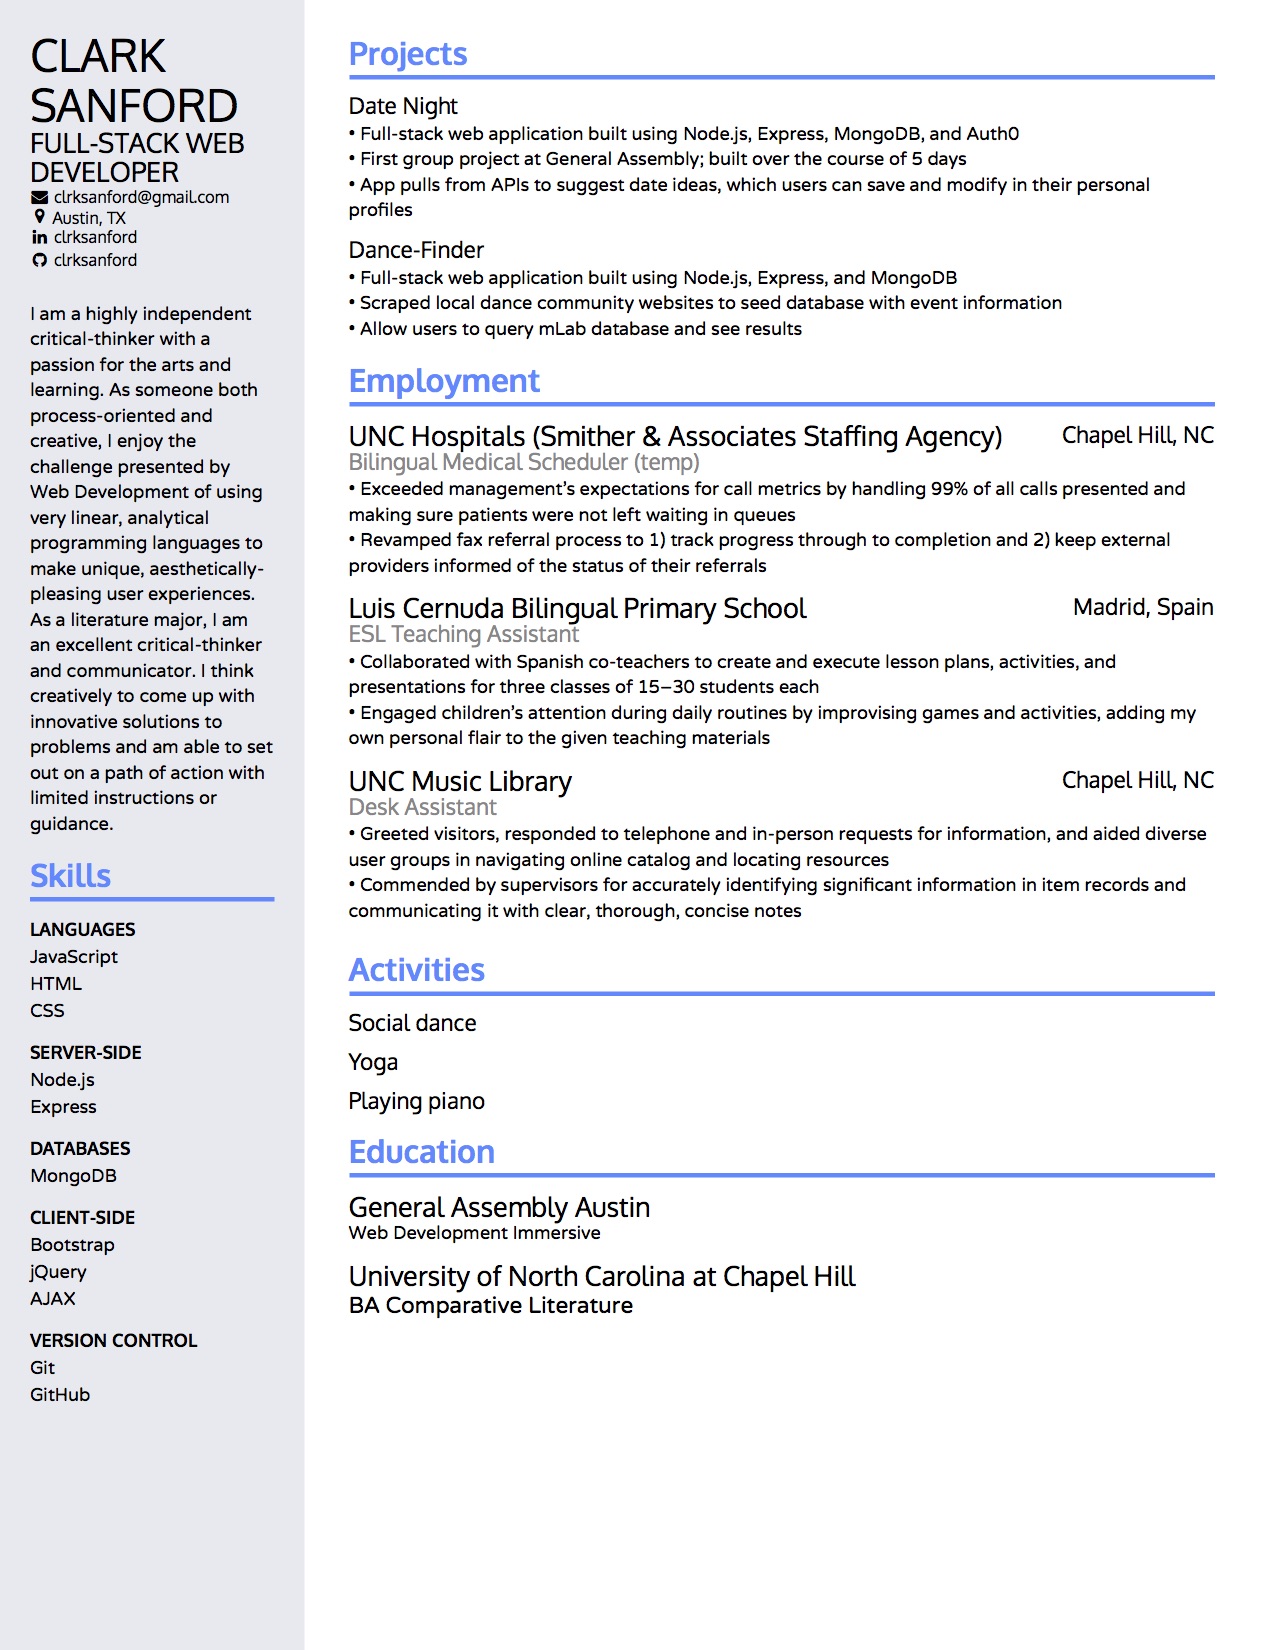 CLARK
SANFORD
FULL-STACK WEB
DEVELOPER
clrksanford@gmail.com
Austin, TX
clrksanford
clrksanford
I am a highly independent
critical-thinker with a
passion for the arts and
learning. As someone both
process-oriented and
creative, I enjoy the
challenge presented by
Web Development of using
very linear, analytical
programming languages to
make unique, aesthetically-
pleasing user experiences.
As a literature major, I am
an excellent critical-thinker
and communicator. I think
creatively to come up with
innovative solutions to
problems and am able to set
out on a path of action with
limited instructions or
guidance.
Skills
LANGUAGES
JavaScript
HTML
CSS
SERVER-SIDE
Node.js
Express
DATABASES
MongoDB
CLIENT-SIDE
Bootstrap
jQuery
AJAX
VERSION CONTROL
Git
GitHub
Projects
Date Night
• Full-stack web application built using Node.js, Express, MongoDB, and Auth0
• First group project at General Assembly; built over the course of 5 days
• App pulls from APIs to suggest date ideas, which users can save and modify in their personal
profiles
Dance-Finder
• Full-stack web application built using Node.js, Express, and MongoDB
• Scraped local dance community websites to seed database with event information
• Allow users to query mLab database and see results
Employment
UNC Hospitals (Smither & Associates Staffing Agency) Chapel Hill, NC
Bilingual Medical Scheduler (temp)
• Exceeded management's expectations for call metrics by handling 99% of all calls presented and
making sure patients were not left waiting in queues
• Revamped fax referral process to 1) track progress through to completion and 2) keep external
providers informed of the status of their referrals
Luis Cernuda Bilingual Primary School Madrid, Spain
ESL Teaching Assistant
• Collaborated with Spanish co-teachers to create and execute lesson plans, activities, and
presentations for three classes of 15–30 students each
• Engaged children's attention during daily routines by improvising games and activities, adding my
own personal flair to the given teaching materials
UNC Music Library Chapel Hill, NC
Desk Assistant
• Greeted visitors, responded to telephone and in-person requests for information, and aided diverse
user groups in navigating online catalog and locating resources
• Commended by supervisors for accurately identifying significant information in item records and
communicating it with clear, thorough, concise notes
Activities
Social dance
Yoga
Playing piano
Education
General Assembly Austin
Web Development Immersive
University of North Carolina at Chapel Hill
BA Comparative Literature